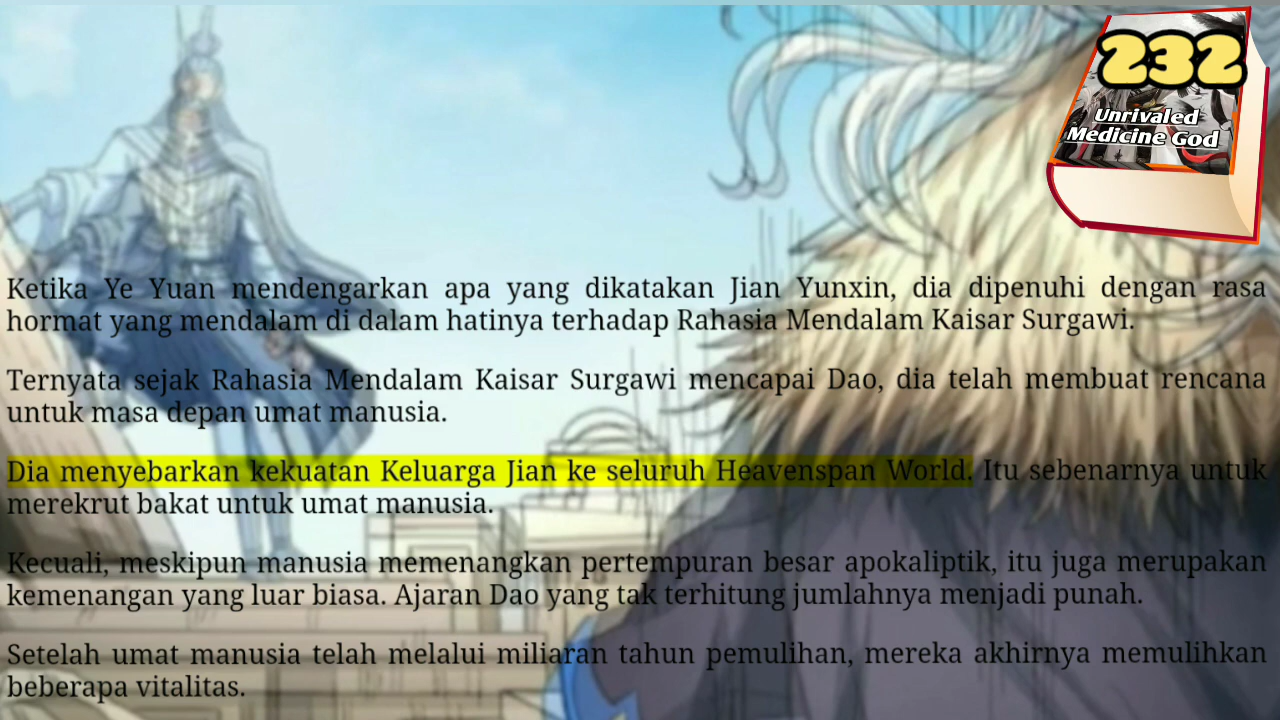 232
Unrivaled
Medicine God
Ketika Ye Yuan mendengarkan apa yang dikatakan Jian Yunxin, dia dipenuhi dengan rasa
hormat yang mendalam di dalam hatinya terhadap Rahasia Mendalam Kaisar Surgawi.
Ternyata sejak Rahasia Mendalam Kaisar Surgawi mencapai Dao, dia telah membuat rencana
untuk masa depan umat manusia.
Dia menyebarkan kekuatan Keluarga Jian ke seluruh Heavenspan World. Itu sebenarnya untuk
merekrut bakat untuk umat manusia.
Kecuali, meskipun manusia memenangkan pertempuran besar apokaliptik, itu juga merupakan
kemenangan yang luar biasa. Ajaran Dao yang tak terhitung jumlahnya menjadi punah.
Setelah umat manusia telah melalui miliaran tahun pemulihan, mereka akhirnya memulihkan
beberapa vitalitas.